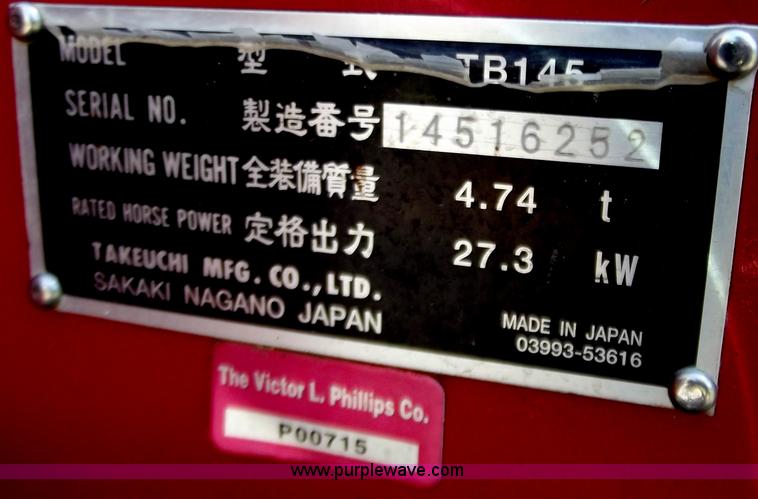 MODEL 型 式 TB145
SERIAL NO. 製造番号 14516252
WORKING WEIGHT 全装備質量 4.74 t
RATED HORSE POWER 定格出力 27.3 kW
TAKEUCHI MFG. CO., LTD.
SAKAKI NAGANO JAPAN
MADE IN JAPAN
03993-53616
The Victor L. Phillips Co.
P00715
www.purplewave.com